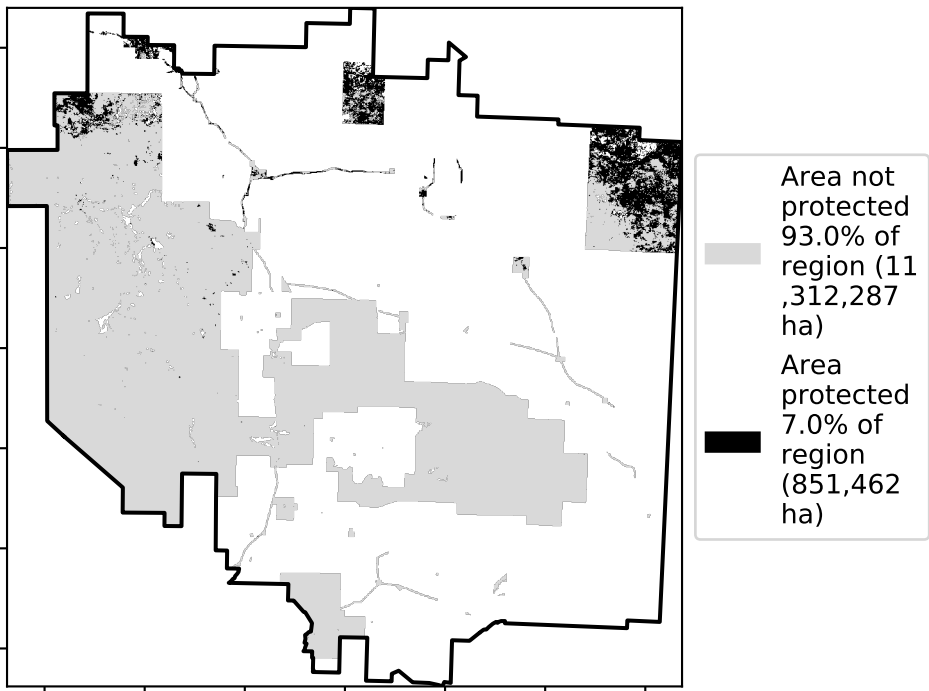 Area not
protected
93.0% of
region (11
,312,287
ha)
Area
protected
7.0% of
region
(851,462
ha)